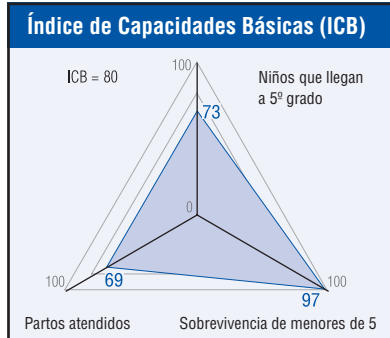 Índice de Capacidades Básicas (ICB)
ICB = 80
100
Niños que llegan
a 5º grado
73
0
100
69
100
97
Partos atendidos
Sobrevivencia de menores de 5